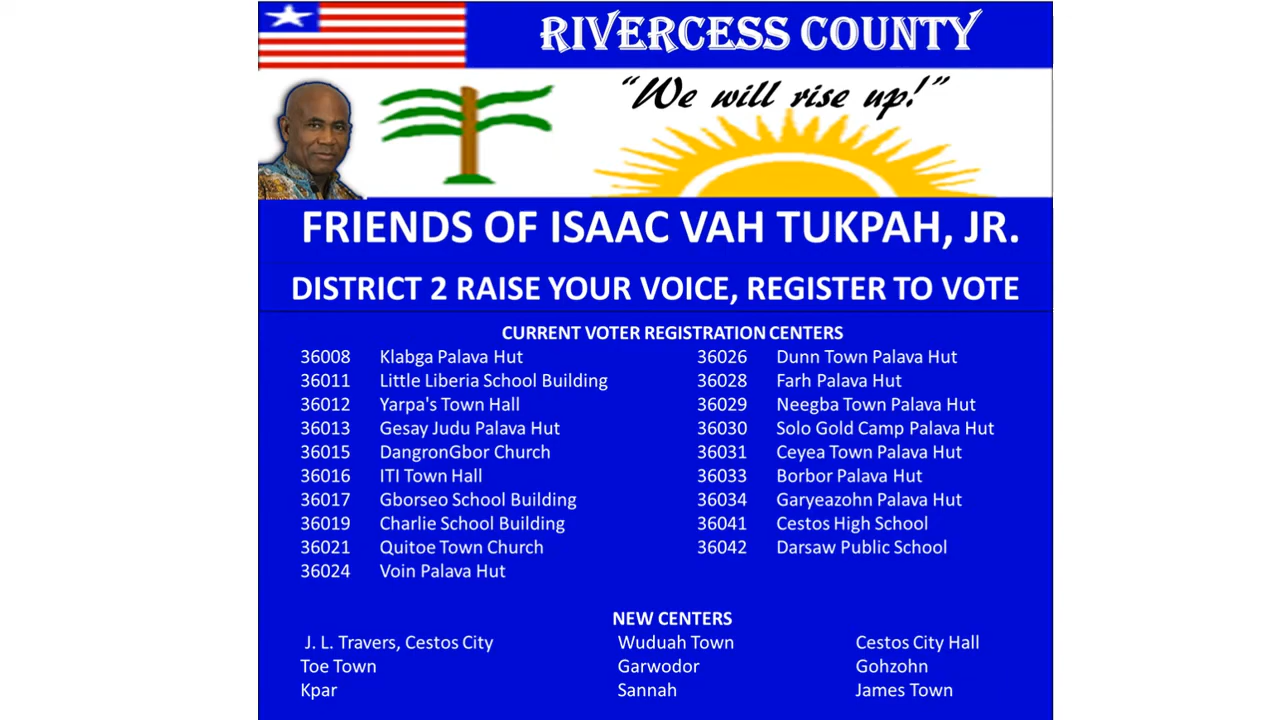 RIVERCESS COUNTY
“We will rise up!”
FRIENDS OF ISAAC VAH TUKPAH, JR.
DISTRICT 2 RAISE YOUR VOICE, REGISTER TO VOTE
CURRENT VOTER REGISTRATION CENTERS
36008 Klabga Palava Hut 36026 Dunn Town Palava Hut
36011 Little Liberia School Building 36028 Farh Palava Hut
36012 Yarpa's Town Hall 36029 Neegba Town Palava Hut
36013 Gesay Judu Palava Hut 36030 Solo Gold Camp Palava Hut
36015 DangronGbor Church 36031 Ceyea Town Palava Hut
36016 ITI Town Hall 36033 Borbor Palava Hut
36017 Gborseo School Building 36034 Garyeazohn Palava Hut
36019 Charlie School Building 36041 Cestos High School
36021 Quitoe Town Church 36042 Darsaw Public School
36024 Voin Palava Hut
NEW CENTERS
J. L. Travers, Cestos City Wuduah Town Cestos City Hall
Toe Town Garwodor Gohzohn
Kpar Sannah James Town